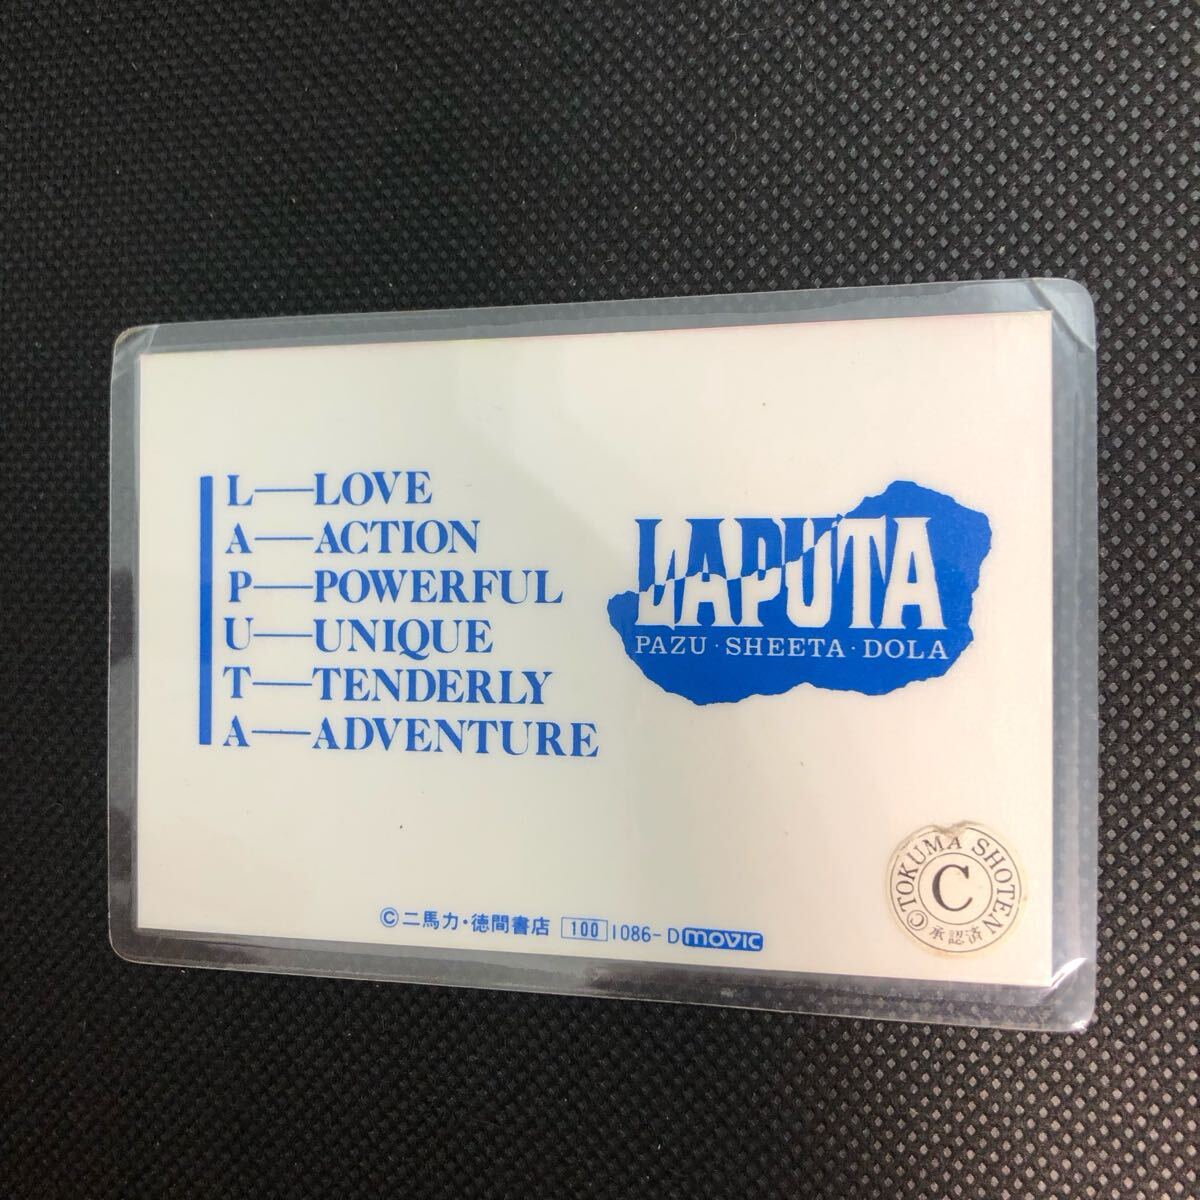 L—LOVE
A—ACTION
P—POWERFUL
U—UNIQUE
T—TENDERLY
A—ADVENTURE
LAPUTA
PAZU · SHEETA · DOLA
©TOKUMA SHOTEN
C
承認済
©二馬力・徳間書店 100 1086-D movic